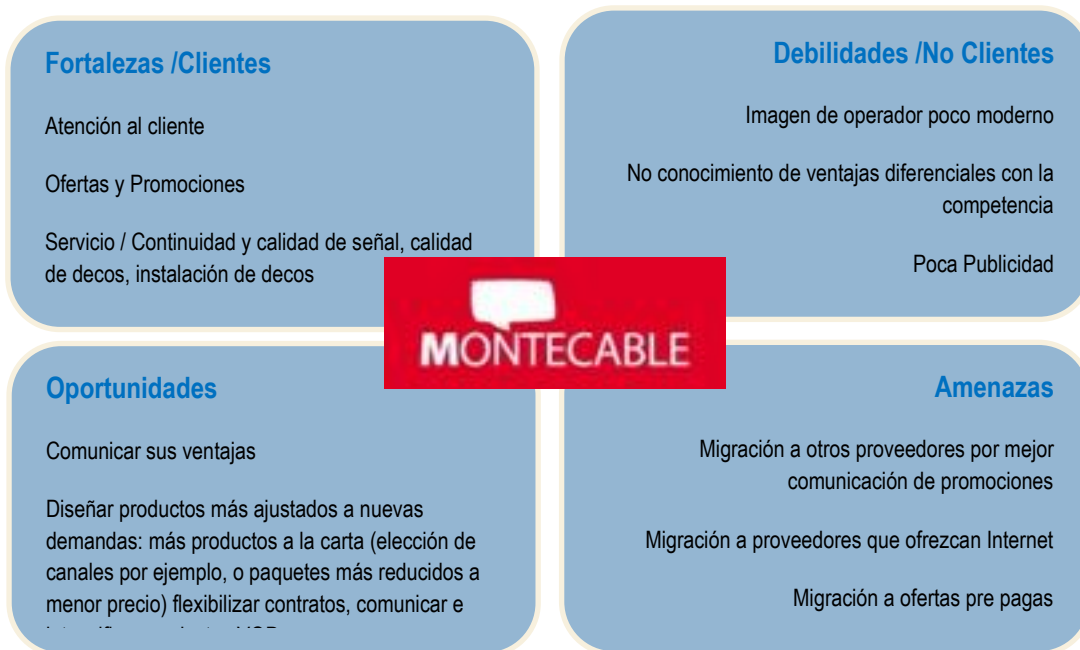 Fortalezas /Clientes
Atención al cliente
Ofertas y Promociones
Servicio / Continuidad y calidad de señal, calidad
de decos, instalación de decos
Debilidades /No Clientes
Imagen de operador poco moderno
No conocimiento de ventajas diferenciales con la
competencia
Poca Publicidad
MONTECABLE
Oportunidades
Comunicar sus ventajas
Diseñar productos más ajustados a nuevas
demandas: más productos a la carta (elección de
canales por ejemplo, o paquetes más reducidos a
menor precio) flexibilizar contratos, comunicar e
Amenazas
Migración a otros proveedores por mejor
comunicación de promociones
Migración a proveedores que ofrezcan Internet
Migración a ofertas pre pagas